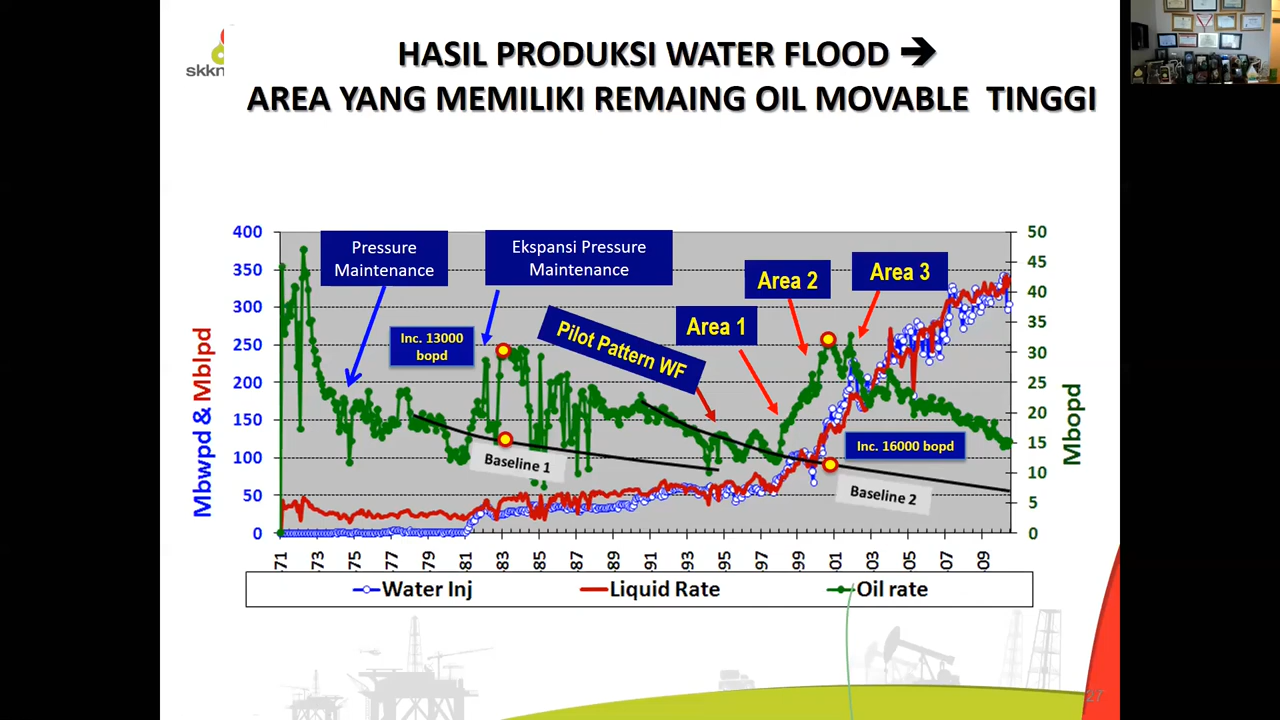 skkn
HASIL PRODUKSI WATER FLOOD →
AREA YANG MEMILIKI REMAING OIL MOVABLE TINGGI
400
350
300
250
200
150
100
50
0
Mbwpd & Mblpd
50
45
40
35
30
25
20
15
10
5
0
Mbopd
Pressure
Maintenance
Ekspansi Pressure
Maintenance
Inc. 13000
bopd
Pilot Pattern WF
Area 1
Area 2
Area 3
Inc. 16000 bopd
Baseline 1
Baseline 2
-71
-73
-75
-77
-79
-81
-83
-85
-87
-89
-91
-93
-95
-97
-99
-01
-03
-05
-07
-09
Water Inj
Liquid Rate
Oil rate
27